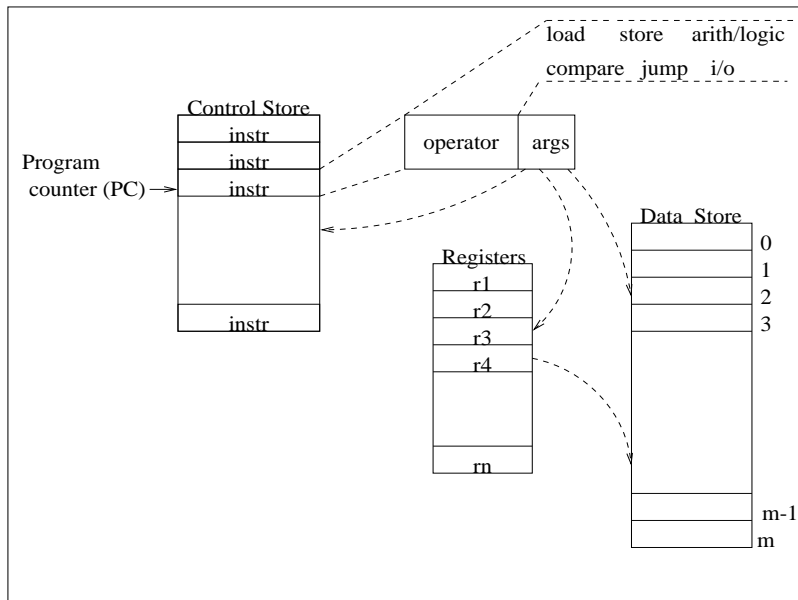 load store arith/logic
compare jump i/o
Control Store
instr
instr
instr
instr
Program
counter (PC)
operator
args
Registers
r1
r2
r3
r4
rn
Data Store
0
1
2
3
m-1
m